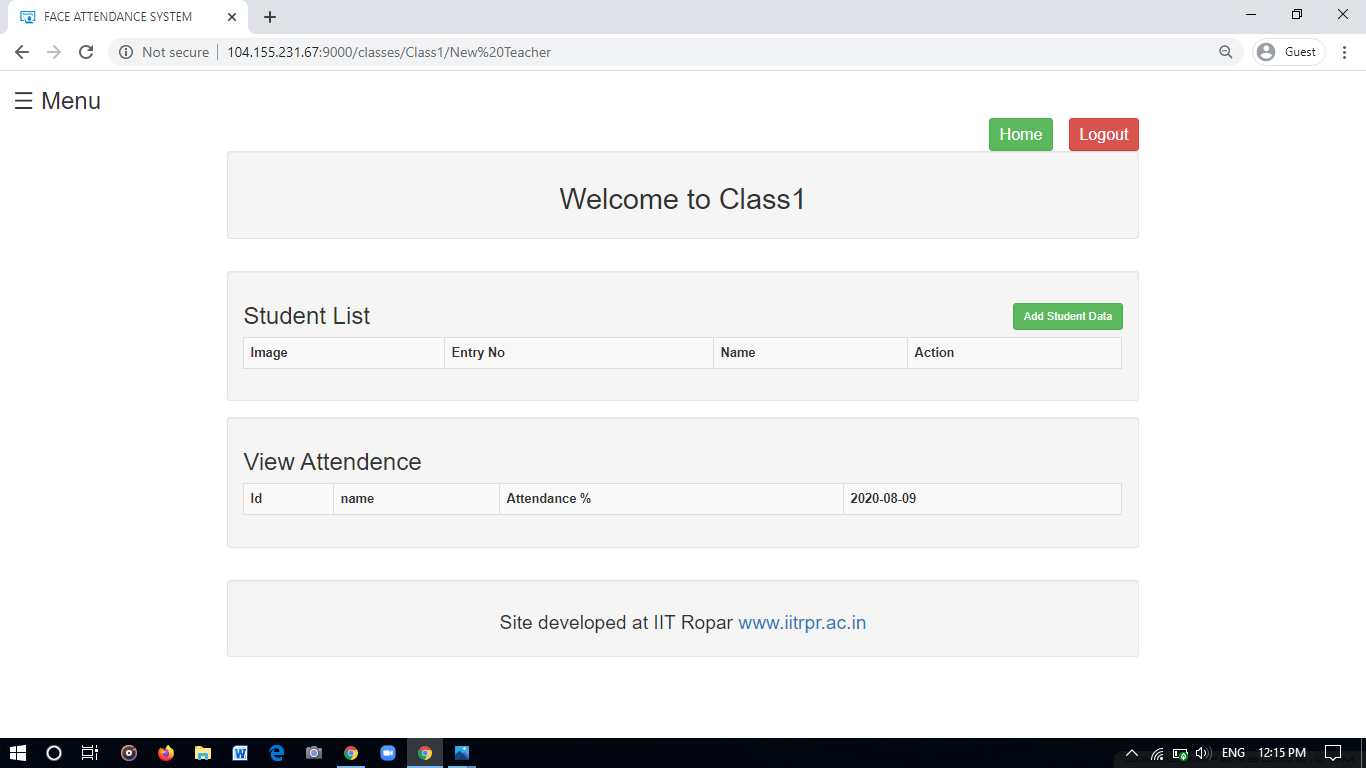 FACE ATTENDANCE SYSTEM
Not secure 104.155.231.67:9000/classes/Class1/New%20Teacher Guest
☰ Menu
Home Logout
Welcome to Class1
Student List Add Student Data
Image Entry No Name Action
View Attendence
Id name Attendance % 2020-08-09
Site developed at IIT Ropar www.iitrpr.ac.in
ENG 12:15 PM